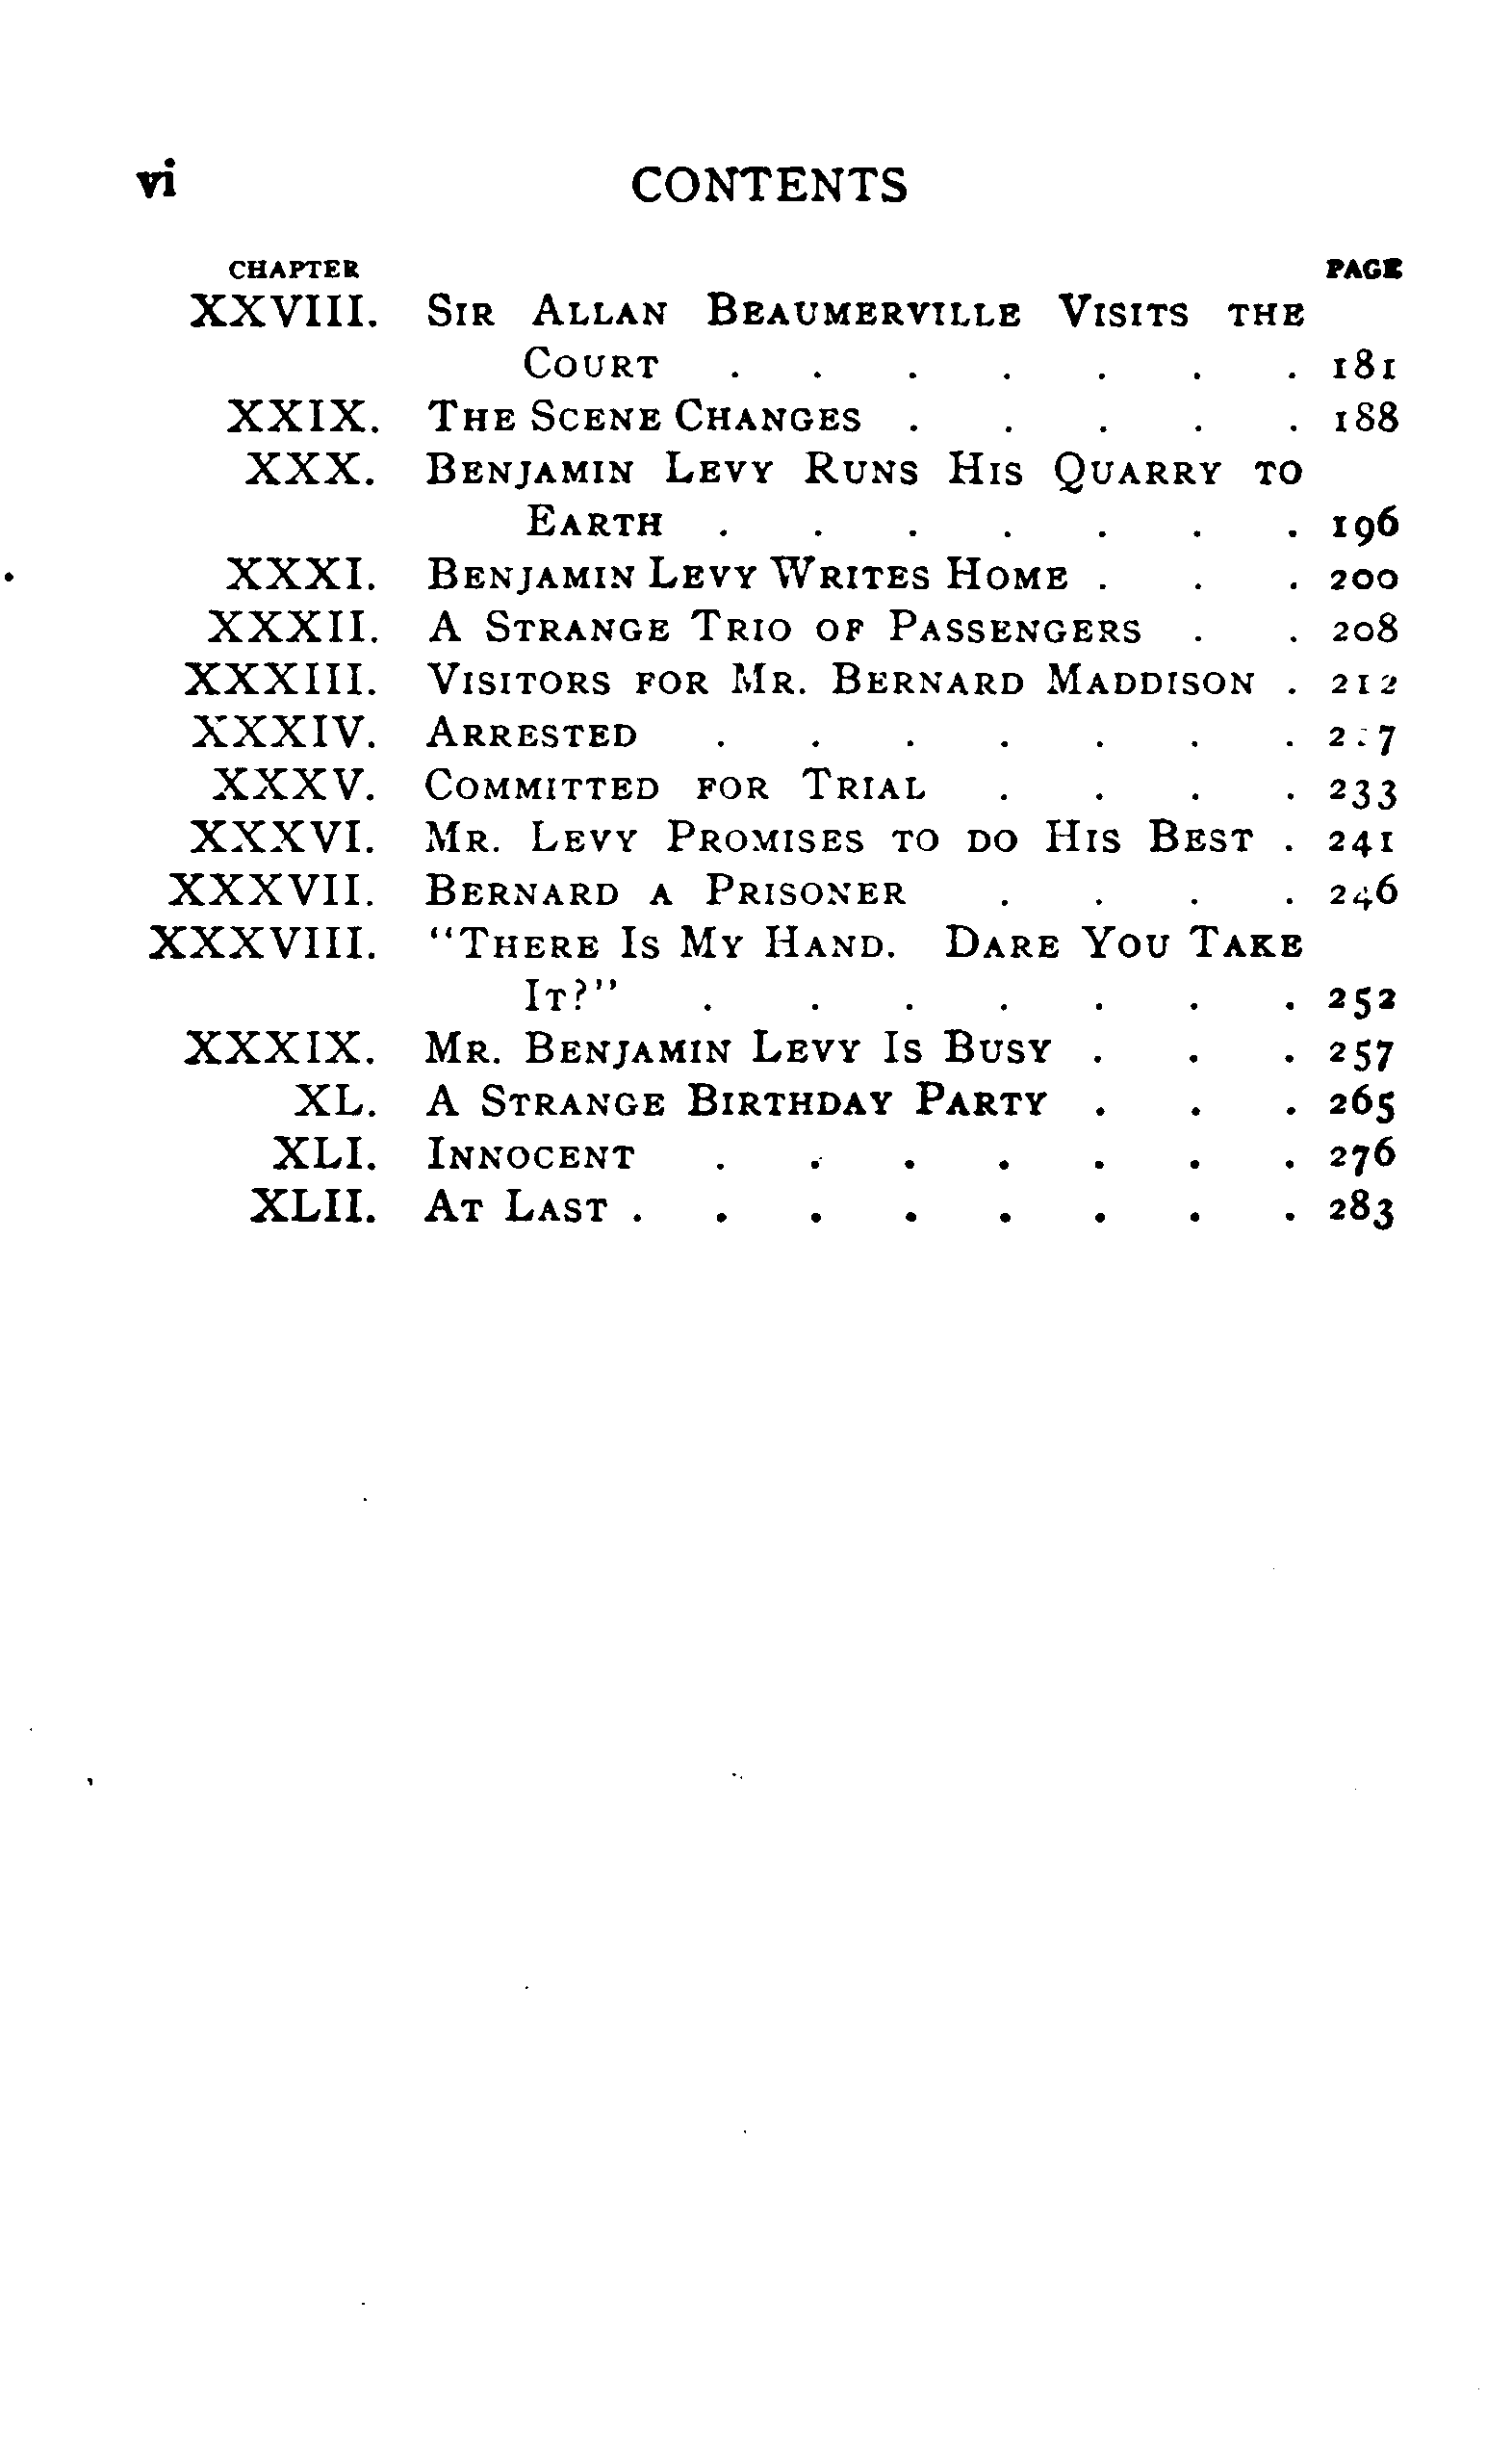 vi CONTENTS
CHAPTER PAGE
XXVIII. SIR ALLAN BEAUMERVILLE VISITS THE
COURT . . . . . . . 181
XXIX. THE SCENE CHANGES . . . . . 188
XXX. BENJAMIN LEVY RUNS HIS QUARRY TO
EARTH . . . . . . . 196
XXXI. BENJAMIN LEVY WRITES HOME . . . 200
XXXII. A STRANGE TRIO OF PASSENGERS . . 208
XXXIII. VISITORS FOR MR. BERNARD MADDISON . 212
XXXIV. ARRESTED . . . . . . .
XXXV. COMMITTED FOR TRIAL . . . . 233
XXXVI. MR. LEVY PROMISES TO DO HIS BEST . 241
XXXVII. BERNARD A PRISONER . . . . 246
XXXVIII. "THERE IS MY HAND. DARE YOU TAKE
IT?" . . . . . . . 252
XXXIX. MR. BENJAMIN LEVY IS BUSY . . . 257
XL. A STRANGE BIRTHDAY PARTY . . . 265
XLI. INNOCENT . . . . . . . 276
XLII. AT LAST . . . . . . . . 283